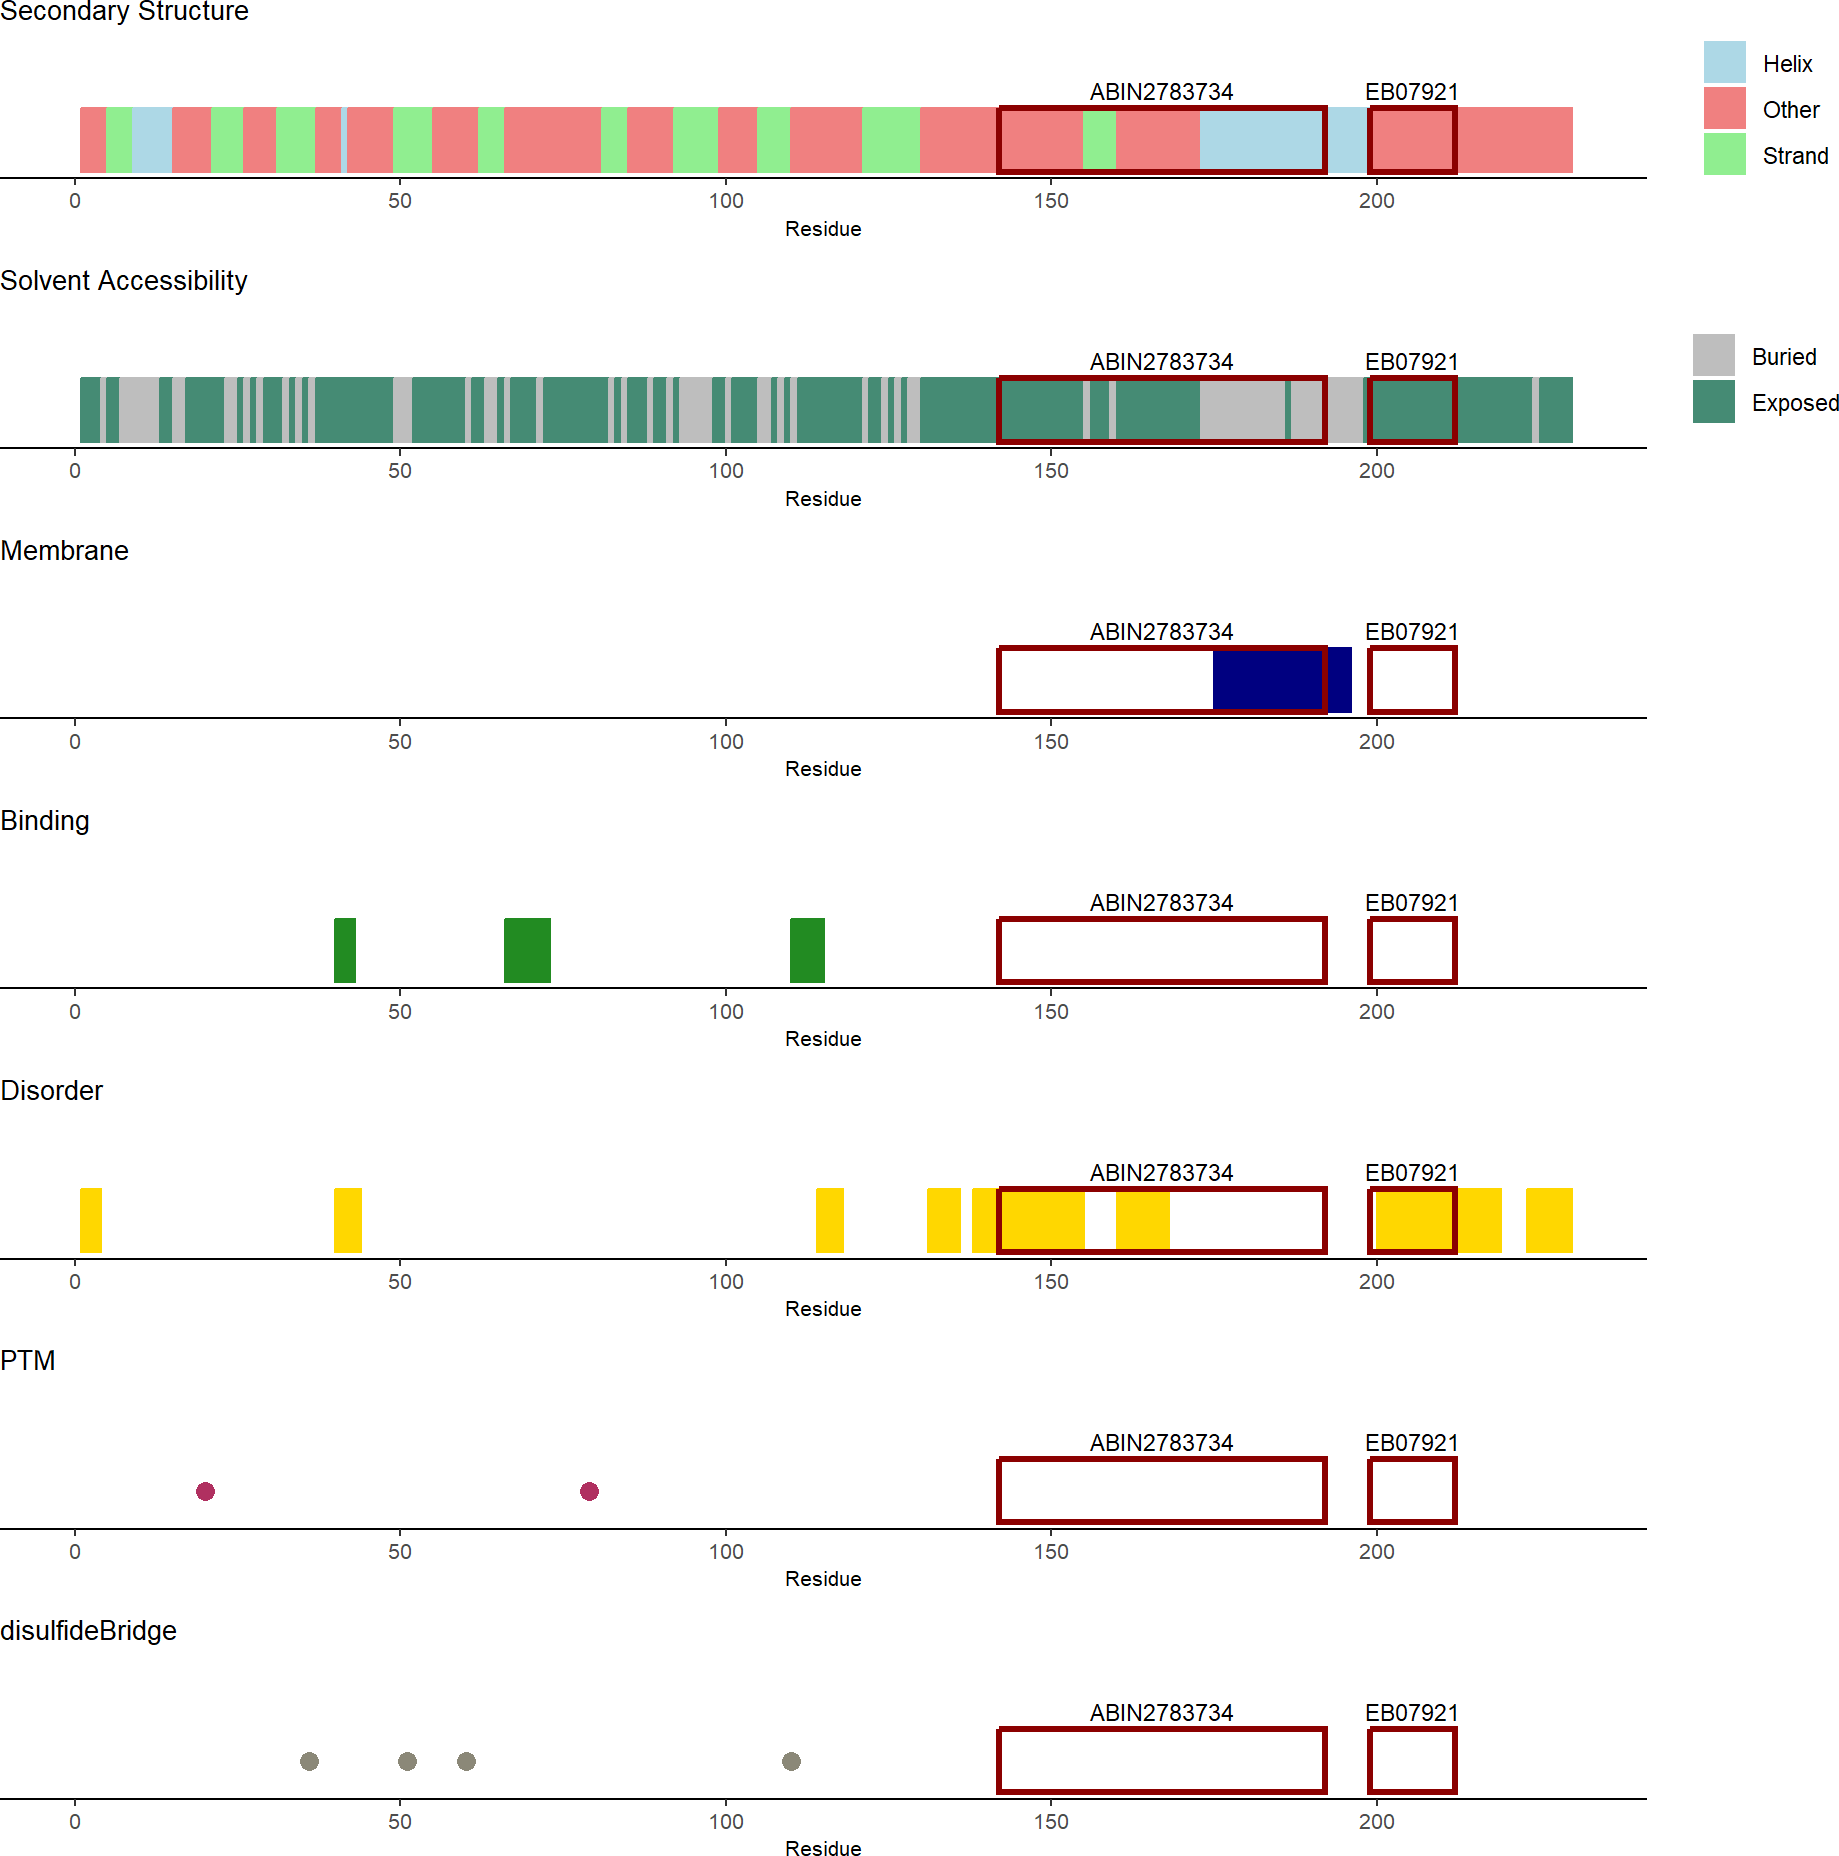 Secondary Structure
Helix
Other
Strand
ABIN2783734 EB07921
0 50 100 150 200
Residue
Solvent Accessibility
Buried
Exposed
ABIN2783734 EB07921
0 50 100 150 200
Residue
Membrane
ABIN2783734 EB07921
0 50 100 150 200
Residue
Binding
ABIN2783734 EB07921
0 50 100 150 200
Residue
Disorder
ABIN2783734 EB07921
0 50 100 150 200
Residue
PTM
ABIN2783734 EB07921
0 50 100 150 200
Residue
disulfideBridge
ABIN2783734 EB07921
0 50 100 150 200
Residue